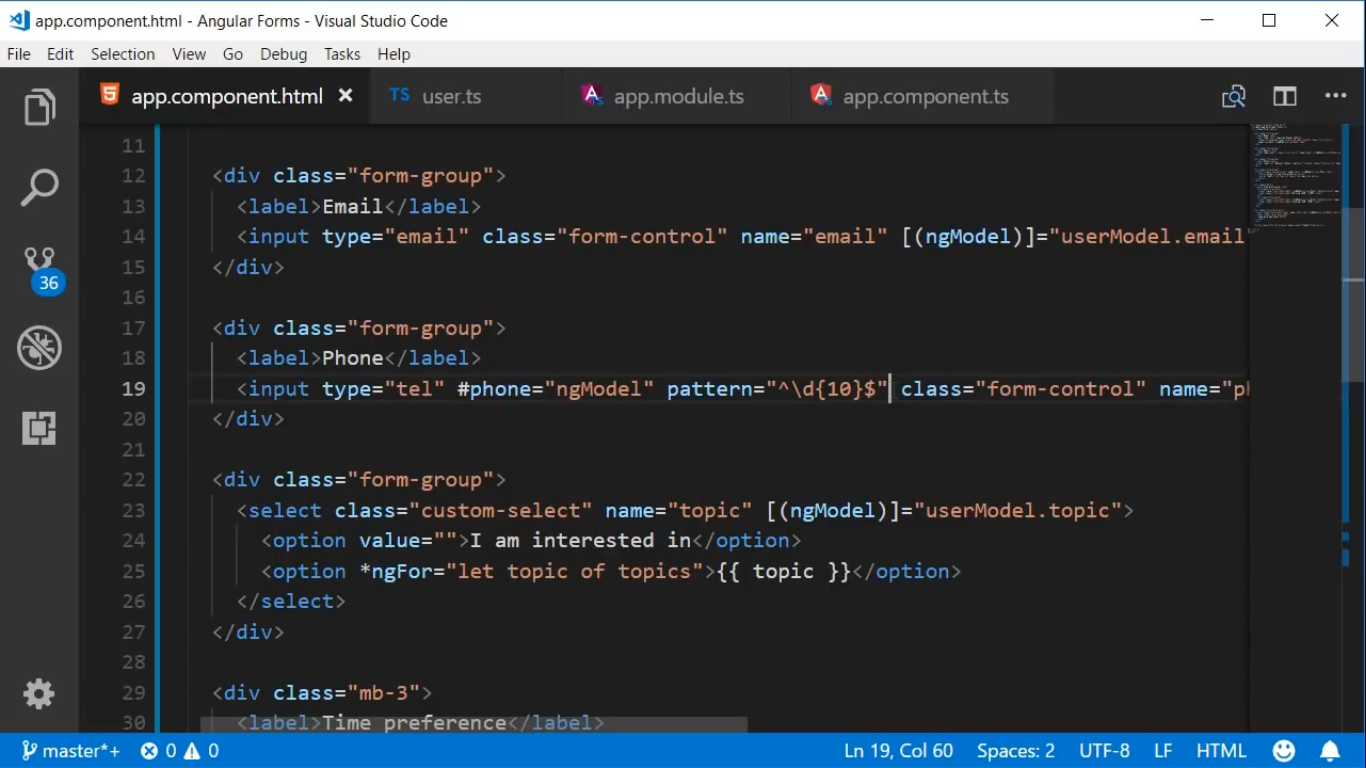 app.component.html - Angular Forms - Visual Studio Code
File Edit Selection View Go Debug Tasks Help
app.component.html TS user.ts app.module.ts app.component.ts
11
12 <div class="form-group">
13 <label>Email</label>
14 <input type="email" class="form-control" name="email" [(ngModel)]="userModel.email
15 </div>
16
17 <div class="form-group">
18 <label>Phone</label>
19 <input type="tel" #phone="ngModel" pattern="^\d{10}$" class="form-control" name="ph
20 </div>
21
22 <div class="form-group">
23 <select class="custom-select" name="topic" [(ngModel)]="userModel.topic">
24 <option value="">I am interested in</option>
25 <option *ngFor="let topic of topics">{{ topic }}</option>
26 </select>
27 </div>
28
29 <div class="mb-3">
30 <label>Time preference</label>
36
master*+ 0 0 Ln 19, Col 60 Spaces: 2 UTF-8 LF HTML